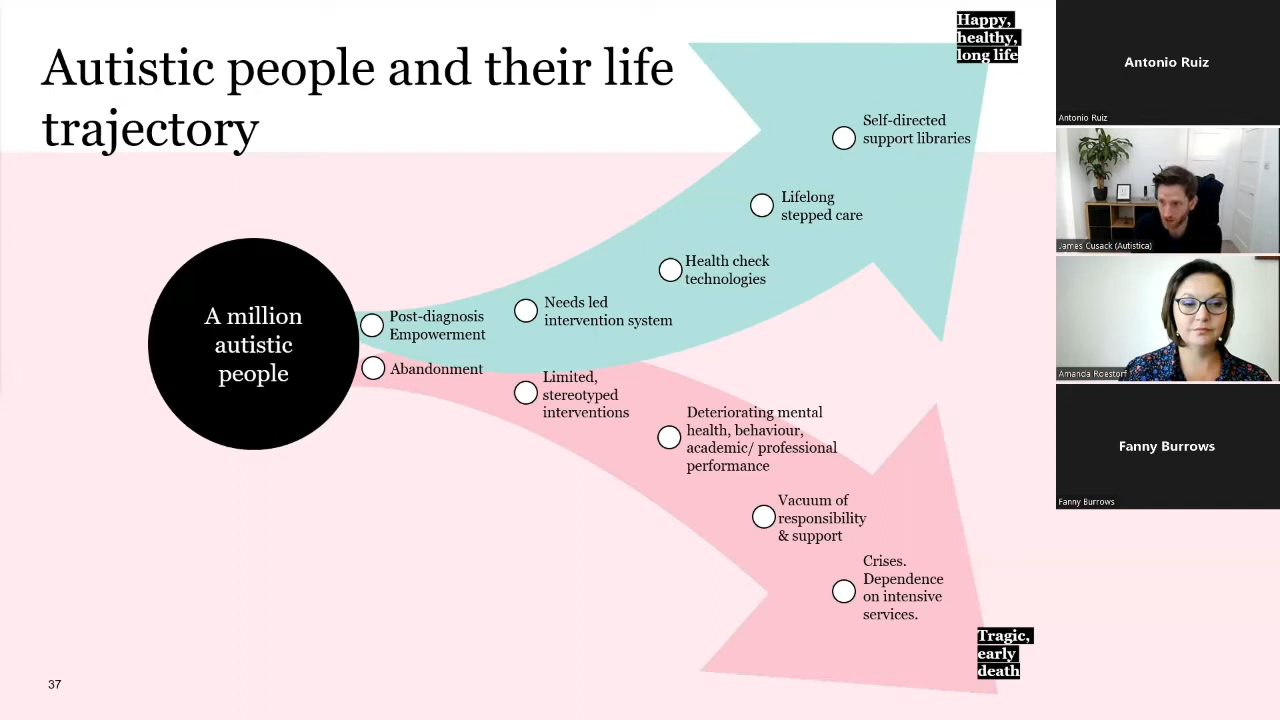 Autistic people and their life
trajectory
Happy,
healthy,
long life
Self-directed
support libraries
Lifelong
stepped care
Health check
technologies
Needs led
intervention system
Post-diagnosis
Empowerment
A million
autistic
people
Abandonment
Limited,
stereotyped
interventions
Deteriorating mental
health, behaviour,
academic/ professional
performance
Vacuum of
responsibility
& support
Crises.
Dependence
on intensive
services.
Tragic,
early
death
37
Antonio Ruiz
Antonio Ruiz
James Cusack (Autistica)
Amanda Roestorf
Fanny Burrows
Fanny Burrows